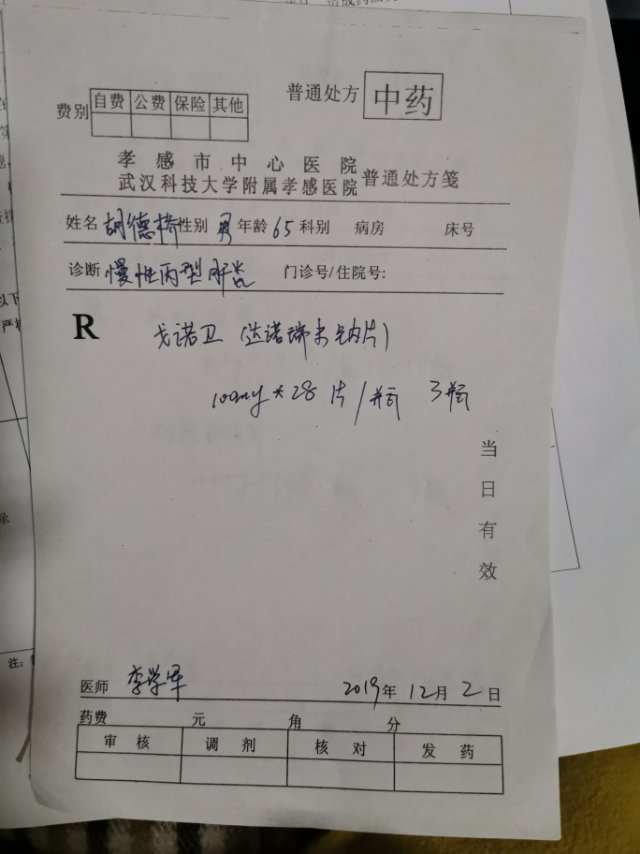 普通处方 中药
费别 自费 公费 保险 其他
孝感市中心医院
武汉科技大学附属孝感医院 普通处方笺
姓名 胡德桥 性别 男 年龄 65 科别 病房 床号
诊断 慢性丙型肝炎 门诊号/住院号:
R 戈诺卫 (达诺瑞韦钠片)
100mg * 28 片/瓶 3瓶
当日有效
医师 李学军 2019年 12月 2日
药费 元 角 分
审核 调剂 核对 发药
注: